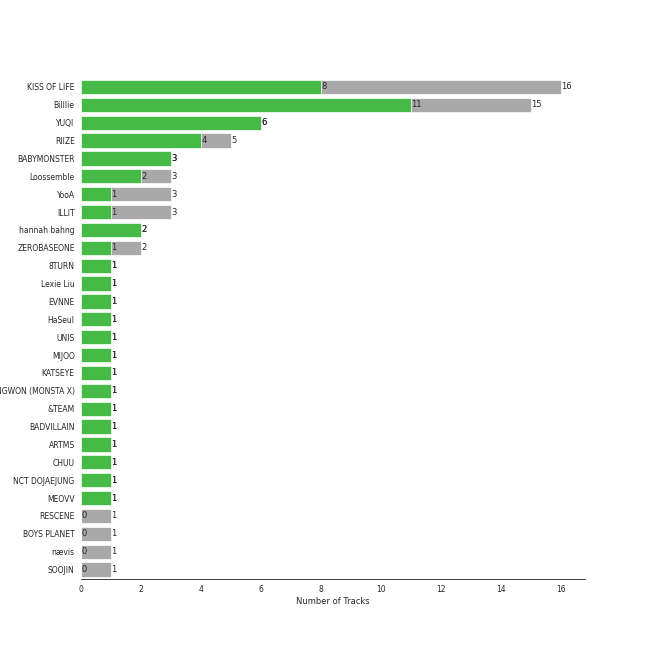 KISS OF LIFE 8 16
Billlie 11 15
YUQI 6
RIIZE 4 5
BABYMONSTER 3
Loossemble 2 3
YooA 1 3
ILLIT 1 3
hannah bahng 2
ZEROBASEONE 1 2
8TURN 1
Lexie Liu 1
EVNNE 1
HaSeul 1
UNIS 1
MIJOO 1
KATSEYE 1
NGWON (MONSTA X) 1
&TEAM 1
BADVILLAIN 1
ARTMS 1
CHUU 1
NCT DOJAEJUNG 1
MEOVV 1
RESCENE 0 1
BOYS PLANET 0 1
nævis 0 1
SOOJIN 0 1
0 2 4 6 8 10 12 14 16
Number of Tracks